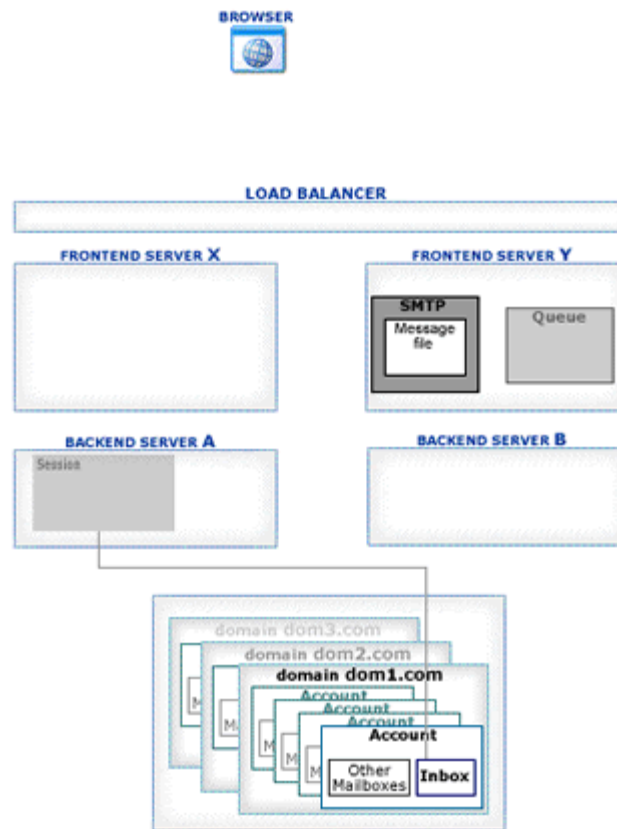 BROWSER
LOAD BALANCER
FRONTEND SERVER X
FRONTEND SERVER Y
SMTP
Message
file
Queue
BACKEND SERVER A
BACKEND SERVER B
Session
domain dom3.com
domain dom2.com
domain dom1.com
Account
Account
Account
Account
Other
Mailboxes
Inbox
M
M
M
M
M